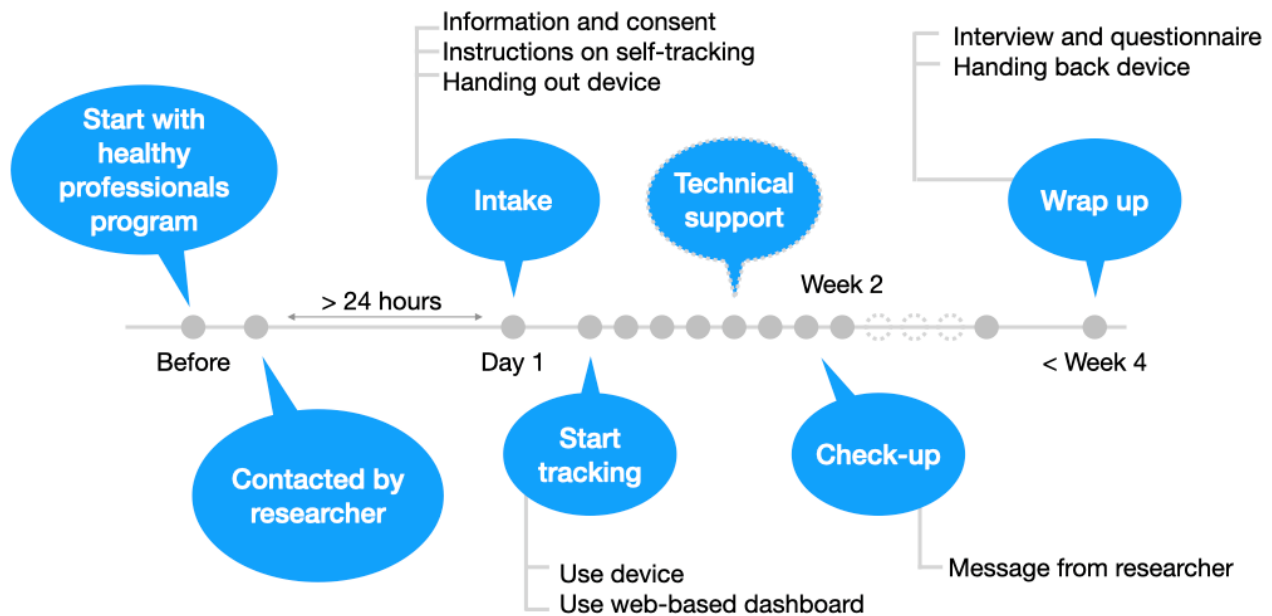 Information and consent
Instructions on self-tracking
Handing out device
Interview and questionnaire
Handing back device
Start with
healthy
professionals
program
Intake
Technical
support
Wrap up
Week 2
> 24 hours
Before
Day 1
< Week 4
Contacted by
researcher
Start
tracking
Check-up
Use device
Use web-based dashboard
Message from researcher